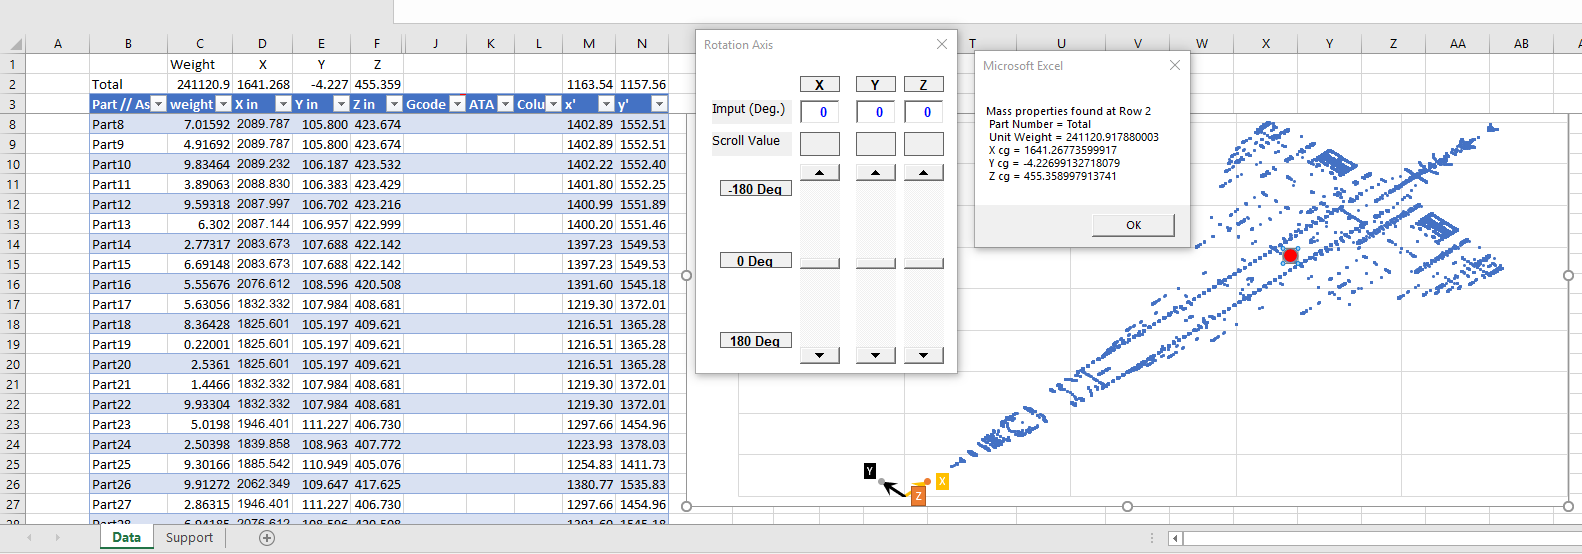 A B C D E F J K L M N T U V W X Y Z AA AB
1 Weight X Y Z
2 Total 241120.9 1641.268 -4.227 455.359 1163.54 1157.56
3 Part // As weight X in Y in Z in Gcode ATA Colu x' y'
8 Part8 7.01592 2089.787 105.800 423.674 1402.89 1552.51
9 Part9 4.91692 2089.787 105.800 423.674 1402.89 1552.51
10 Part10 9.83464 2089.232 106.187 423.532 1402.22 1552.40
11 Part11 3.89063 2088.830 106.383 423.429 1401.80 1552.25
12 Part12 9.59318 2087.997 106.702 423.216 1400.99 1551.89
13 Part13 6.302 2087.144 106.957 422.999 1400.20 1551.46
14 Part14 2.77317 2083.673 107.688 422.142 1397.23 1549.53
15 Part15 6.69148 2083.673 107.688 422.142 1397.23 1549.53
16 Part16 5.55676 2076.612 108.596 420.508 1391.60 1545.18
17 Part17 5.63056 1832.332 107.984 408.681 1219.30 1372.01
18 Part18 8.36428 1825.601 105.197 409.621 1216.51 1365.28
19 Part19 0.22001 1825.601 105.197 409.621 1216.51 1365.28
20 Part20 2.5361 1825.601 105.197 409.621 1216.51 1365.28
21 Part21 1.4466 1832.332 107.984 408.681 1219.30 1372.01
22 Part22 9.93304 1832.332 107.984 408.681 1219.30 1372.01
23 Part23 5.0198 1946.401 111.227 406.730 1297.66 1454.96
24 Part24 2.50398 1839.858 108.963 407.772 1223.93 1378.03
25 Part25 9.30166 1885.542 110.949 405.076 1254.83 1411.73
26 Part26 9.91272 2062.349 109.647 417.625 1380.77 1535.83
27 Part27 2.86315 1946.401 111.227 406.730 1297.66 1454.96
28 Part28 6.94185 2076.612 108.596 420.508 1391.60 1545.18
Data Support
Rotation Axis
X Y Z
Imput (Deg.) 0 0 0
Scroll Value
-180 Deg
0 Deg
180 Deg
Microsoft Excel
Mass properties found at Row 2
Part Number = Total
Unit Weight = 241120.917880003
X cg = 1641.26773599917
Y cg = -4.22699132718079
Z cg = 455.358997913741
OK
Y
X
Z